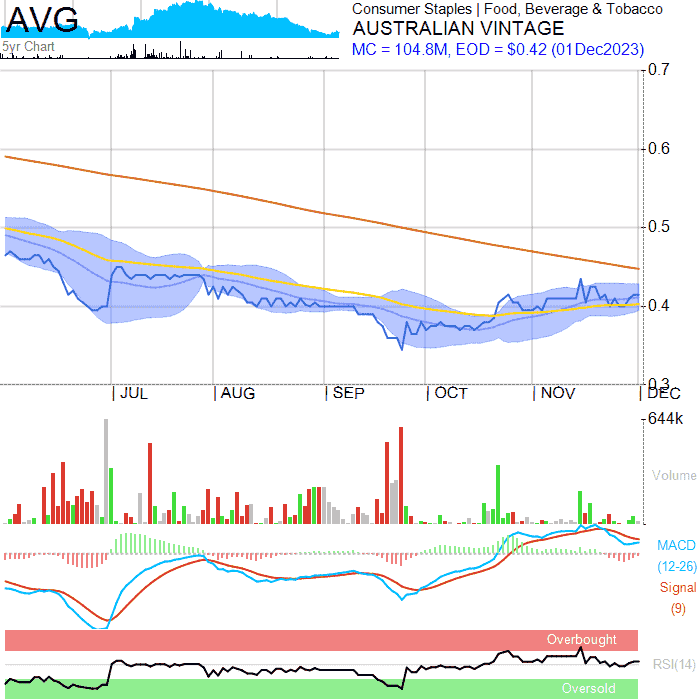 AVG
5yr Chart
Consumer Staples | Food, Beverage & Tobacco
AUSTRALIAN VINTAGE
MC = 104.8M, EOD = $0.42 (01Dec2023)
0.7
0.6
0.5
0.4
0.3
JUL AUG SEP OCT NOV DEC
644k
Volume
MACD
(12-26)
Signal
(9)
Overbought
RSI(14)
Oversold